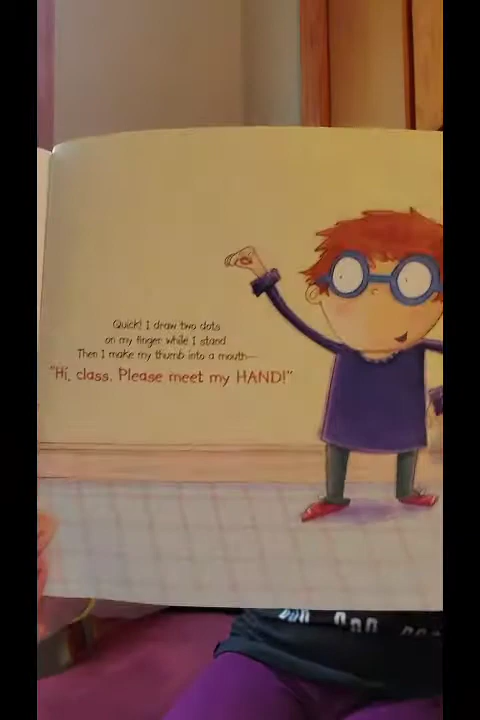 Quick! I draw two dots
on my finger while I stand
Then I make my thumb into a mouth—
"Hi, class. Please meet my HAND!"